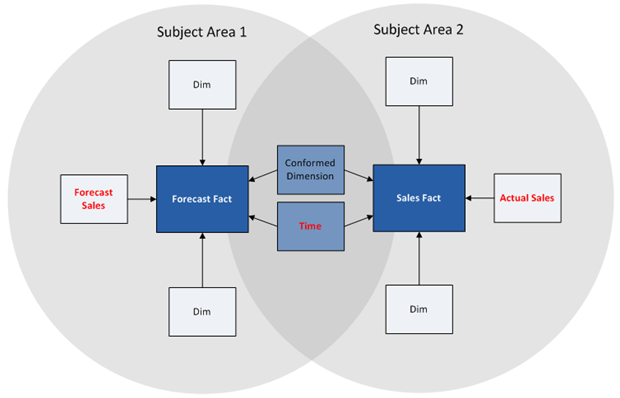 Subject Area 1
Subject Area 2
Dim
Dim
Conformed
Dimension
Forecast
Sales
Forecast Fact
Sales Fact
Actual Sales
Time
Dim
Dim